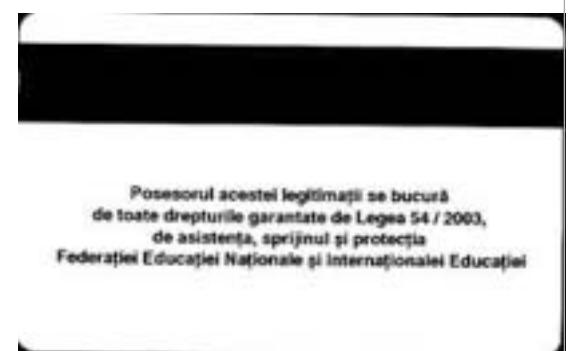 Posesorul acestei legitimații se bucură
de toate drepturile garantate de Legea 54 / 2003,
de asistența, sprijinul și protecția
Federației Educației Naționale și Internaționalei Educației